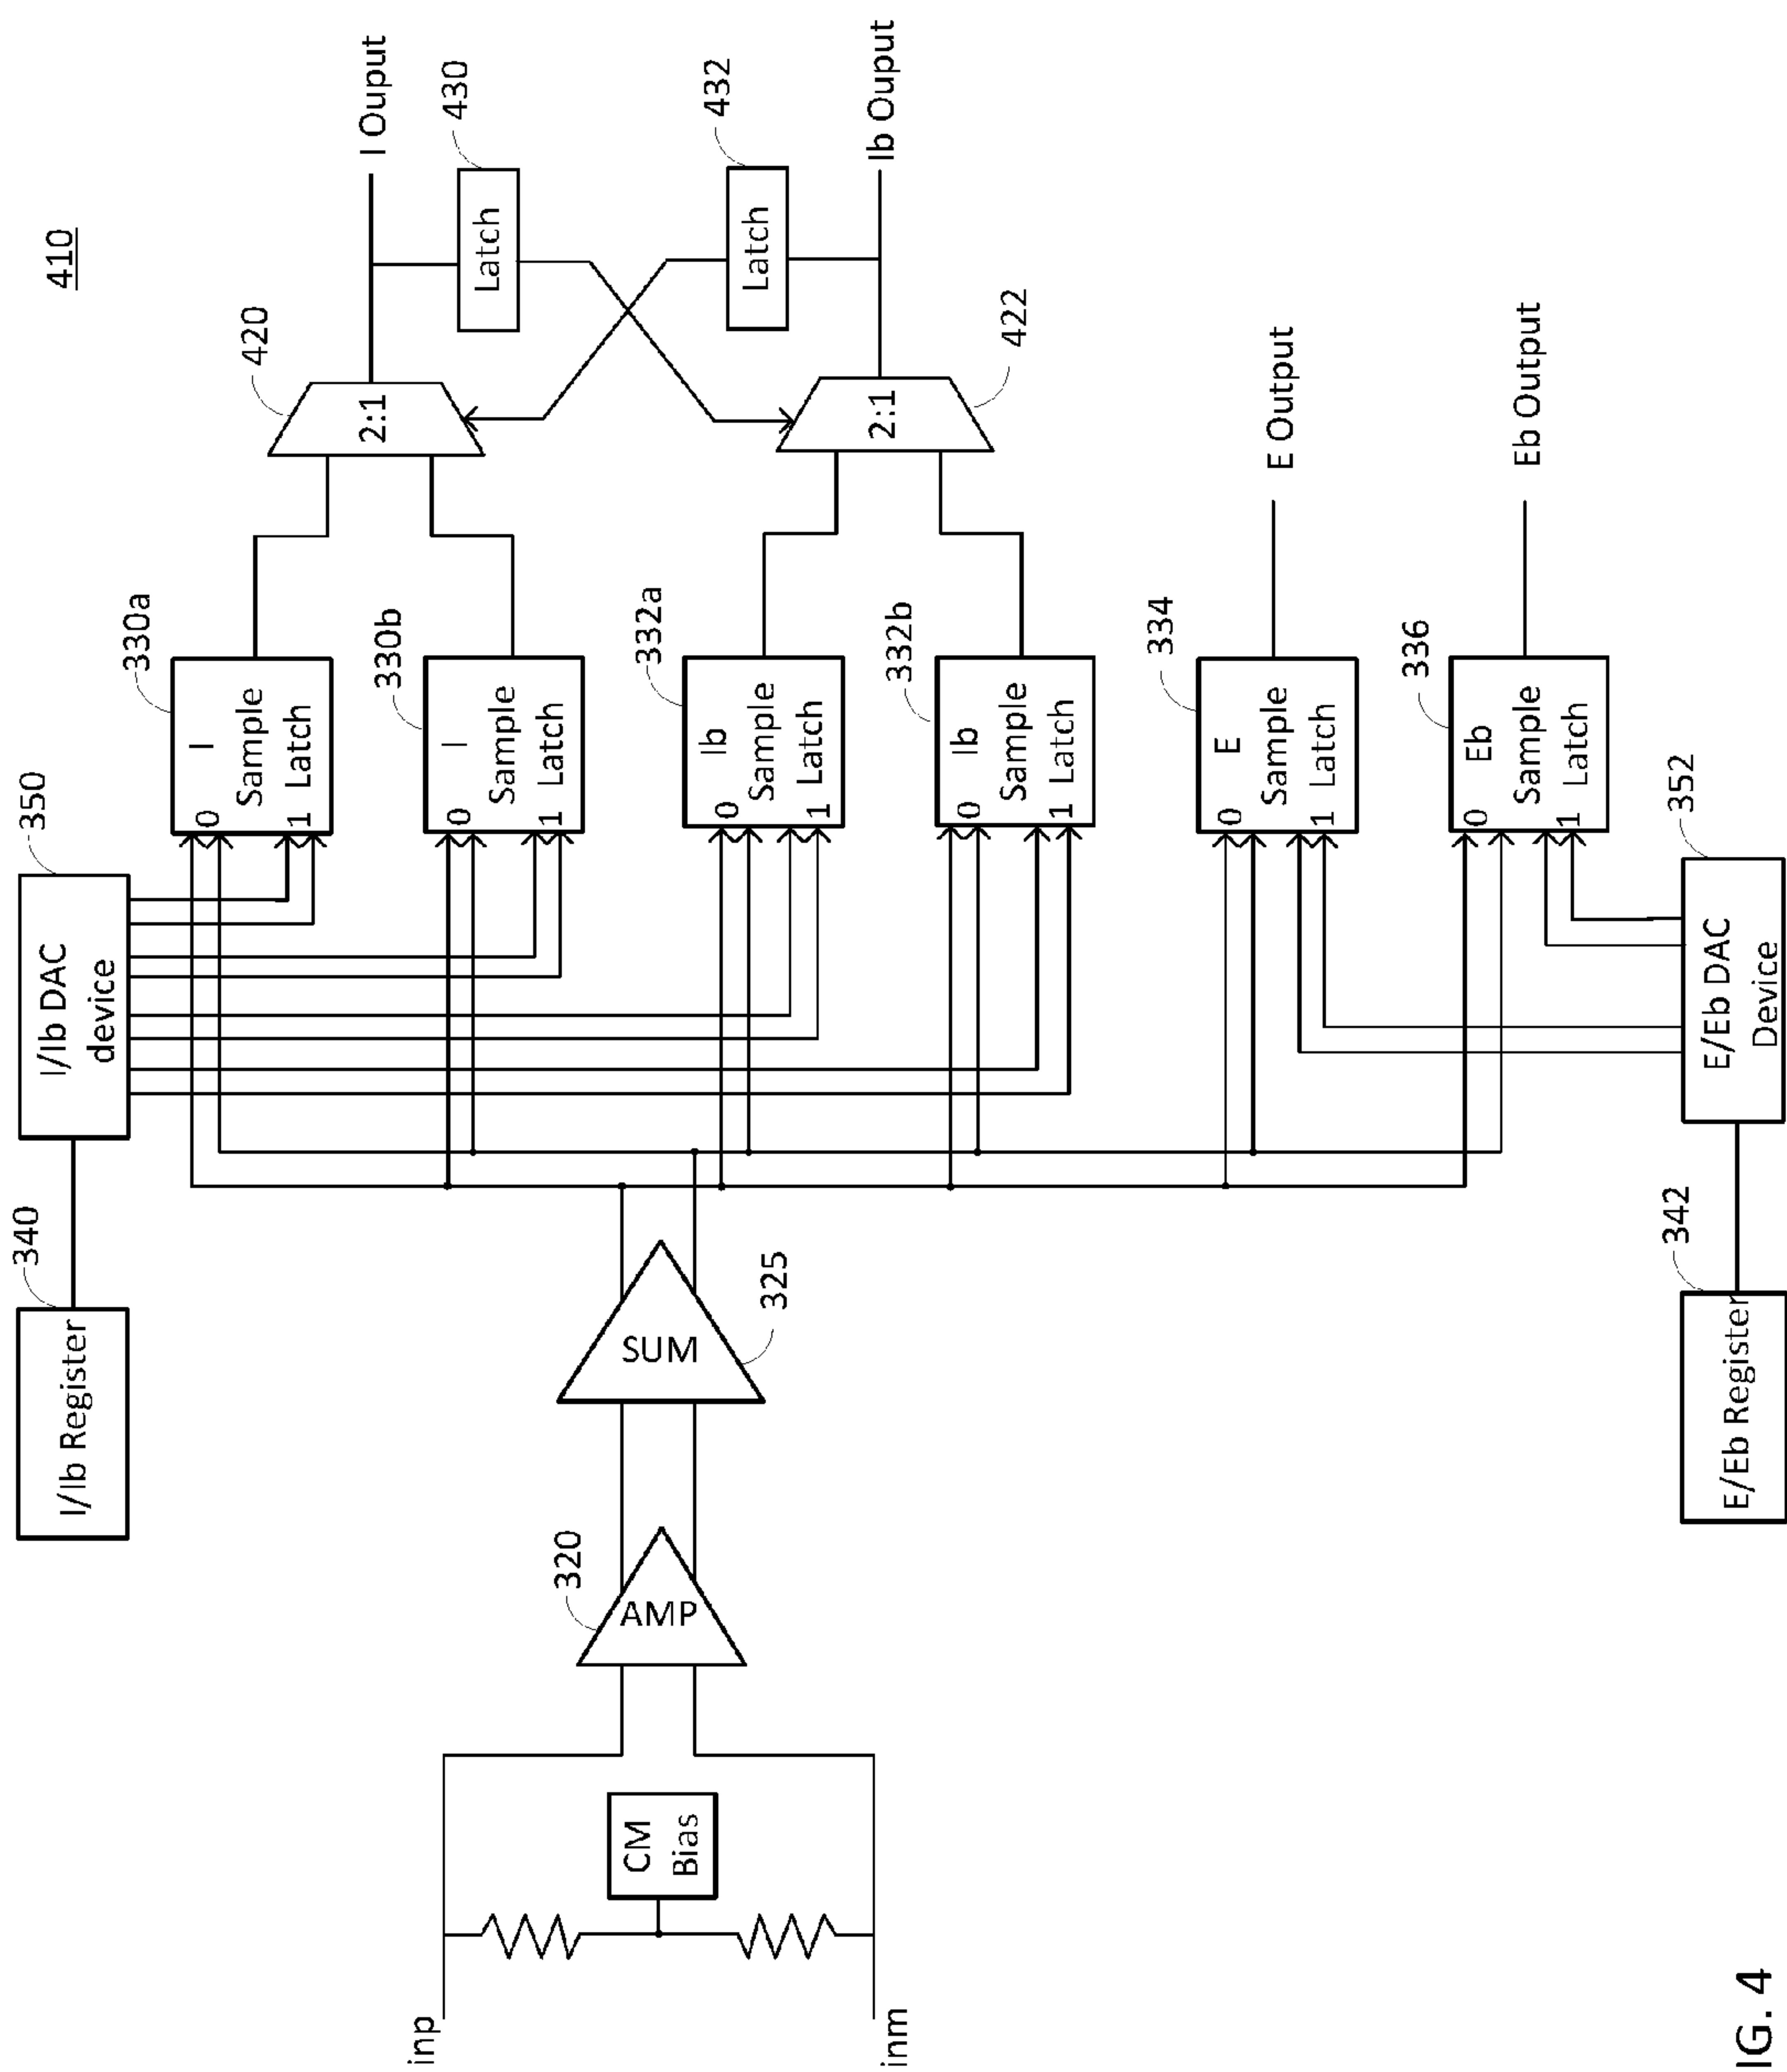 410
I/Ib Register
340
I/Ib DAC
device
350
inp
inm
CM
Bias
AMP
320
SUM
325
0
I
Sample
1 Latch
330a
0
I
Sample
1 Latch
330b
0
Ib
Sample
1 Latch
332a
0
Ib
Sample
1 Latch
332b
0
E
Sample
1 Latch
334
0
Eb
Sample
1 Latch
336
2:1
420
2:1
422
I Ouput
Latch
430
Latch
432
Ib Ouput
E Output
Eb Output
E/Eb Register
342
E/Eb DAC
Device
352
IG. 4